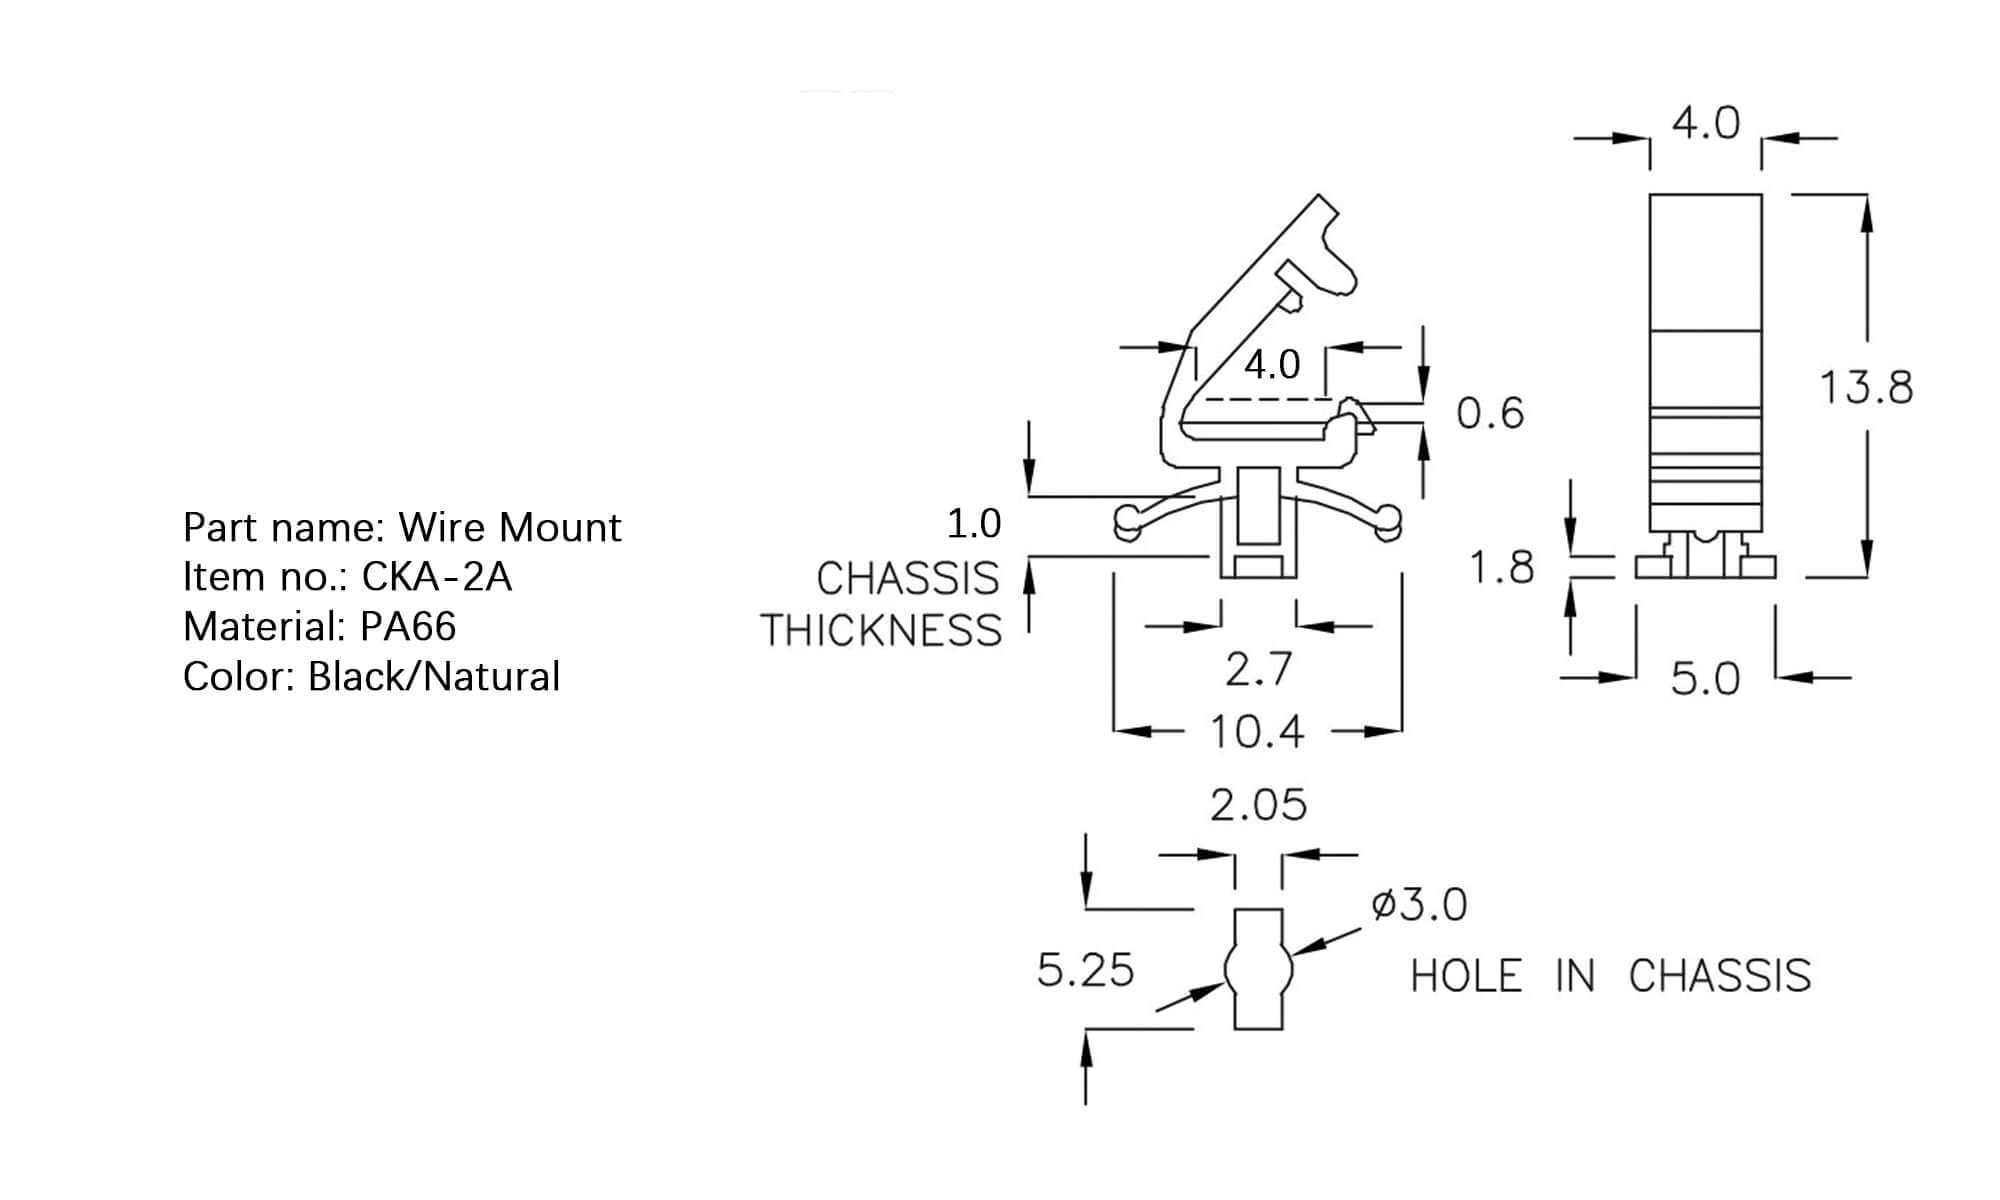 Part name: Wire Mount
Item no.: CKA-2A
Material: PA66
Color: Black/Natural
4.0
4.0
0.6
13.8
1.0
CHASSIS
THICKNESS
1.8
2.7
5.0
10.4
2.05
ø3.0
5.25
HOLE IN CHASSIS